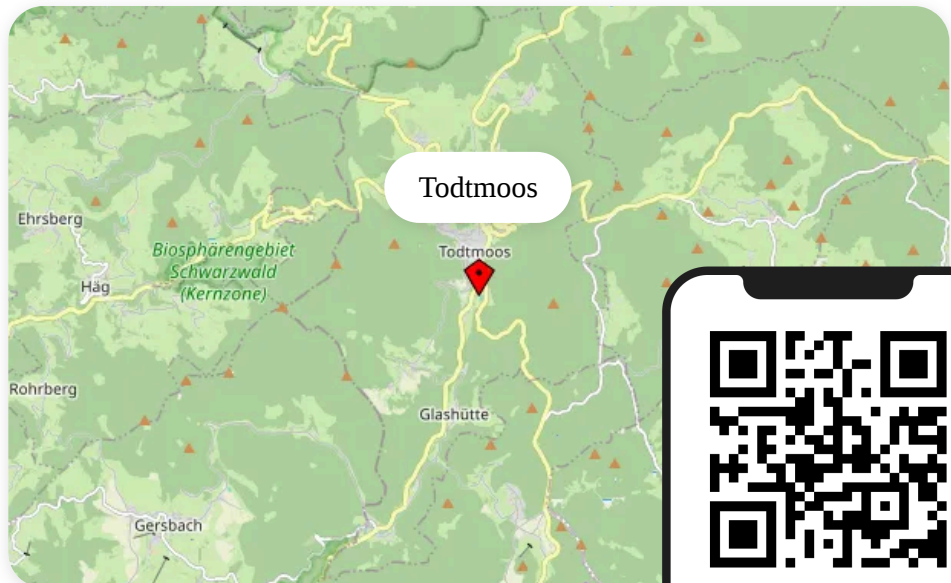 Todtmoos
Ehrsberg
Biosphärengebiet
Schwarzwald
(Kernzone)
Todtmoos
Häg
Rohrberg
Glashütte
Gersbach